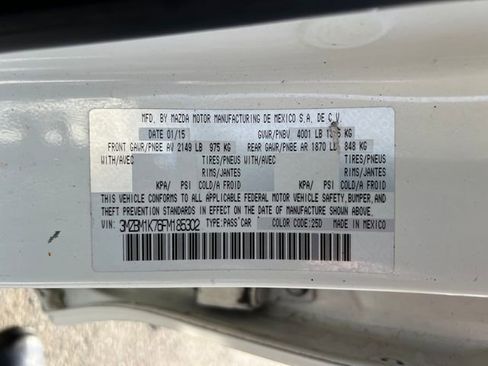 MFD. BY MAZDA MOTOR MANUFACTURING DE MEXICO S.A. DE C.V.
DATE 01/15 GVWR/PNBV 4001 LB KG
FRONT GAWR/PNBE AV 2149 LB 975 KG REAR GAWR/PNBE AR 1870 LB 848 KG
WITH/AVEC TIRES/PNEUS WITH/AVEC TIRES/PNEUS
RIMS/JANTES RIMS/JANTES
KPA/ PSI COLD/A FROID KPA/ PSI COLD/A FROID
THIS VEHICLE CONFORMS TO ALL APPLICABLE FEDERAL MOTOR VEHICLE SAFETY, BUMPER, AND
THEFT PREVENTION STANDARDS IN EFFECT ON THE DATE OF MANUFACTURE SHOWN ABOVE.
VIN: 3MZBM1K76FM185302 TYPE:PASS CAR COLOR CODE:25D MADE IN MEXICO